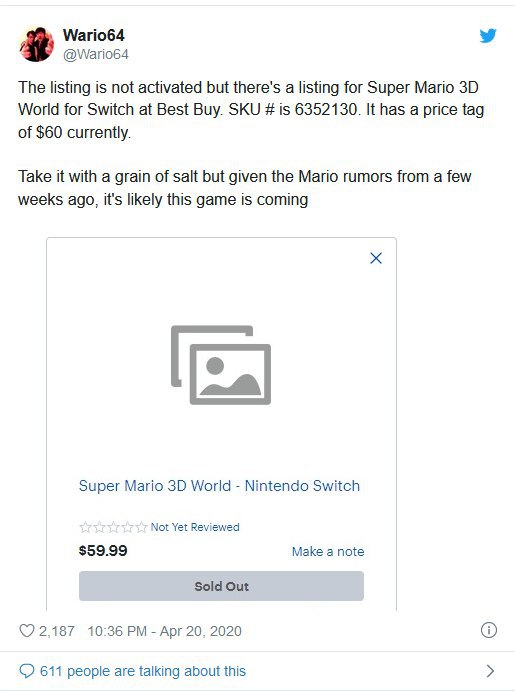 Wario64
@Wario64
The listing is not activated but there's a listing for Super Mario 3D
World for Switch at Best Buy. SKU # is 6352130. It has a price tag
of $60 currently.
Take it with a grain of salt but given the Mario rumors from a few
weeks ago, it's likely this game is coming
Super Mario 3D World - Nintendo Switch
Not Yet Reviewed
$59.99 Make a note
Sold Out
2,187 10:36 PM - Apr 20, 2020
611 people are talking about this